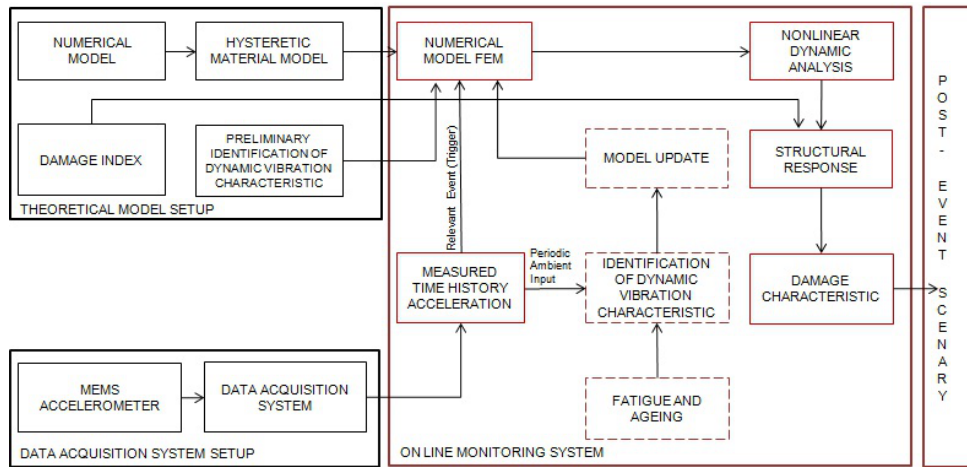 NUMERICAL
MODEL
HYSTERETIC
MATERIAL MODEL
NUMERICAL
MODEL FEM
NONLINEAR
DYNAMIC
ANALYSIS
DAMAGE INDEX
PRELIMINARY
IDENTIFICATION OF
DYNAMIC VIBRATION
CHARACTERISTIC
THEORETICAL MODEL SETUP
Relevant Event (Trigger)
MODEL UPDATE
STRUCTURAL
RESPONSE
MEASURED
TIME HISTORY
ACCELERATION
Periodic
Ambient
Input
IDENTIFICATION
OF DYNAMIC
VIBRATION
CHARACTERISTIC
DAMAGE
CHARACTERISTIC
MEMS
ACCELEROMETER
DATA ACQUISITION
SYSTEM
FATIGUE AND
AGEING
DATA ACQUISITION SYSTEM SETUP
ON LINE MONITORING SYSTEM
POST- EVENT SCENARY